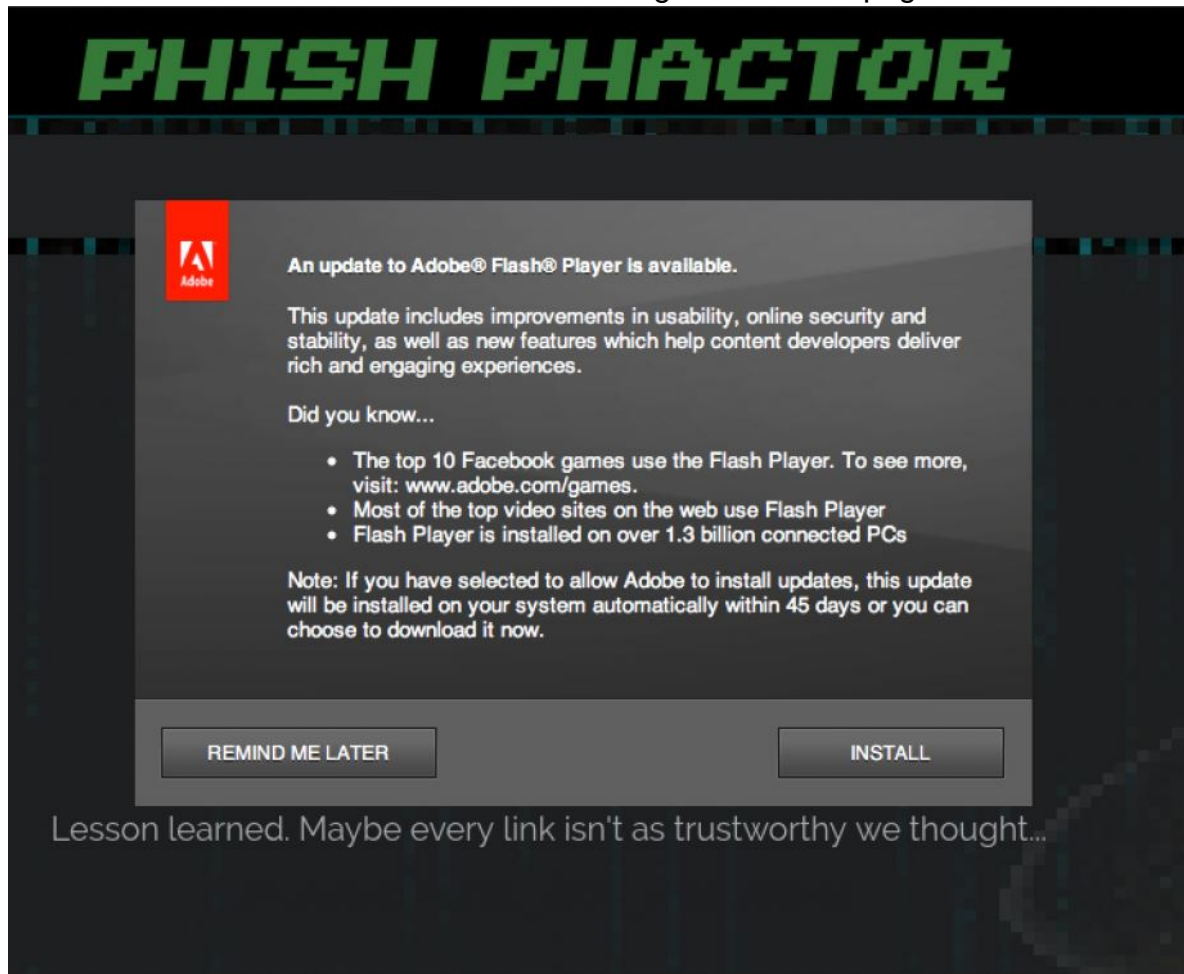 PHISH PHACTOR
Adobe
An update to Adobe® Flash® Player is available.
This update includes improvements in usability, online security and
stability, as well as new features which help content developers deliver
rich and engaging experiences.
Did you know...
• The top 10 Facebook games use the Flash Player. To see more,
visit: www.adobe.com/games.
• Most of the top video sites on the web use Flash Player
• Flash Player is installed on over 1.3 billion connected PCs
Note: If you have selected to allow Adobe to install updates, this update
will be installed on your system automatically within 45 days or you can
choose to download it now.
REMIND ME LATER
INSTALL
Lesson learned. Maybe every link isn't as trustworthy we thought...